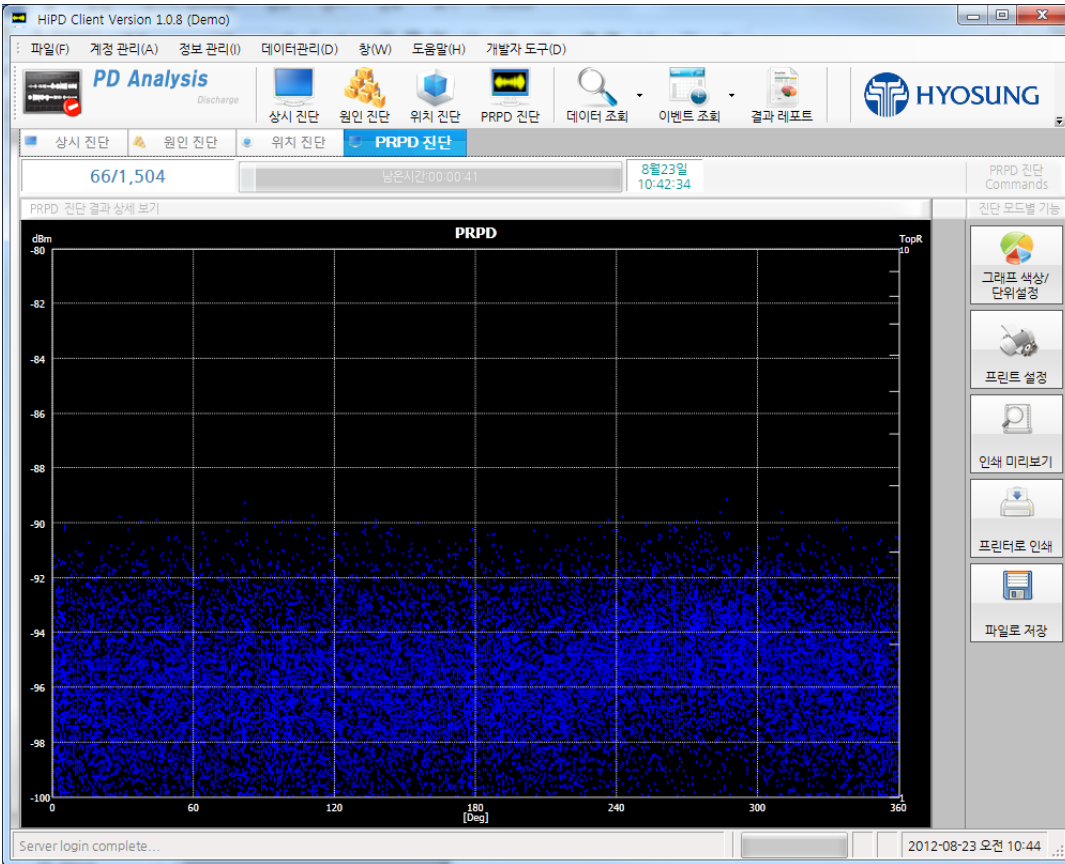 HiPD Client Version 1.0.8 (Demo)
파일(F) 계정 관리(A) 정보 관리(I) 데이터관리(D) 창(W) 도움말(H) 개발자 도구(D)
PD Analysis
Discharge
상시 진단 원인 진단 위치 진단 PRPD 진단 데이터 조회 이벤트 조회 결과 레포트
HYOSUNG
상시 진단 원인 진단 위치 진단 PRPD 진단
66/1,504
남은시간:00:00:41
8월23일
10:42:34
PRPD 진단
Commands
PRPD 진단 결과 상세 보기
진단 모드별 기능
PRPD
dBm
TopR
-80
10
-82
-84
-86
-88
-90
-92
-94
-96
-98
-100
1
0 60 120 180 240 300 360
[Deg]
그래프 색상/
단위설정
프린트 설정
인쇄 미리보기
프린터로 인쇄
파일로 저장
Server login complete...
2012-08-23 오전 10:44